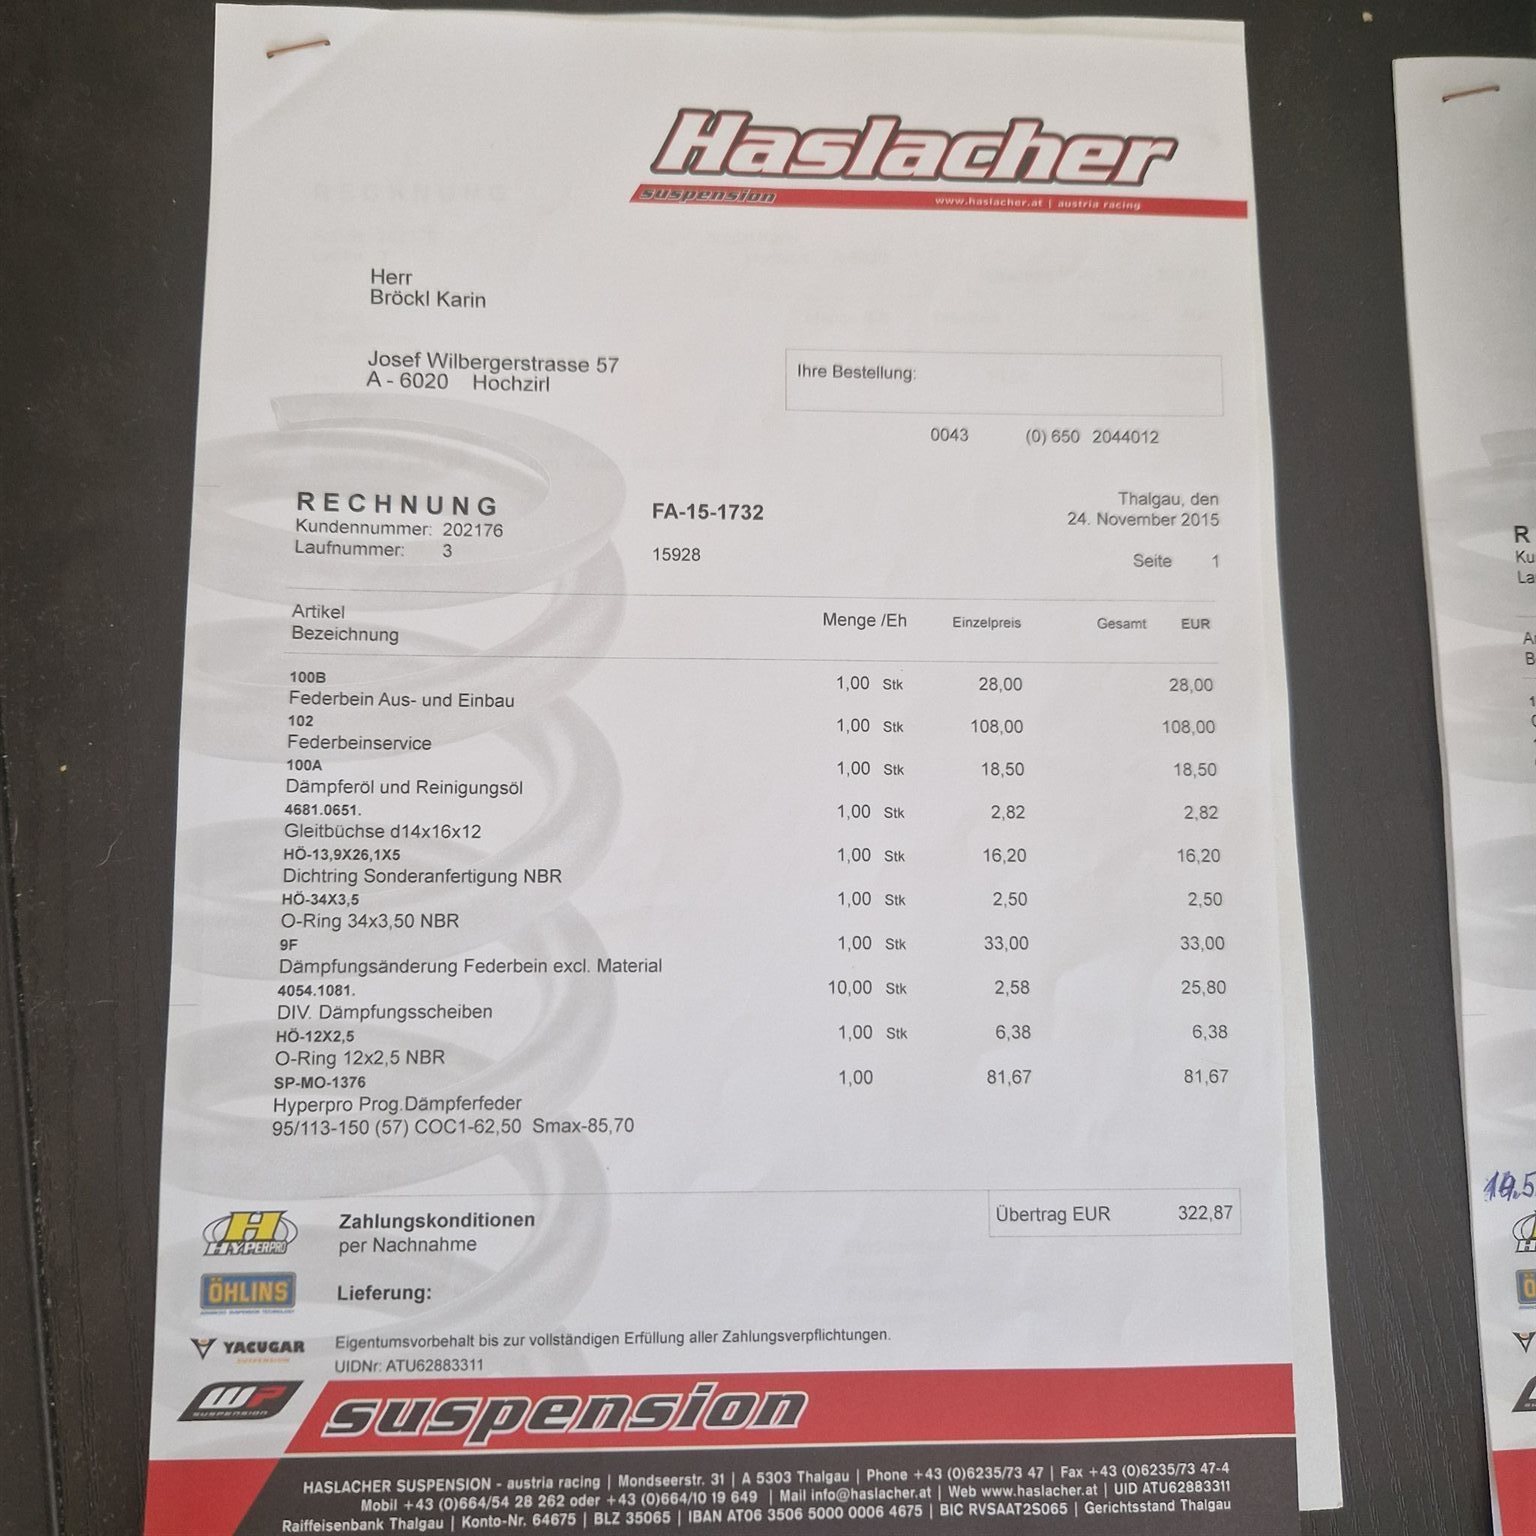 Haslacher
suspension www.haslacher.at | austria racing
Herr
Bröckl Karin
Josef Wilbergerstrasse 57
A - 6020 Hochzirl
Ihre Bestellung:
0043 (0) 650 2044012
RECHNUNG FA-15-1732 Thalgau, den
Kundennummer: 202176 24. November 2015
Laufnummer: 3 15928 Seite 1
Artikel Menge /Eh Einzelpreis Gesamt EUR
Bezeichnung
100B 1,00 Stk 28,00 28,00
Federbein Aus- und Einbau
102 1,00 Stk 108,00 108,00
Federbeinservice
100A 1,00 Stk 18,50 18,50
Dämpferöl und Reinigungsöl
4681.0651. 1,00 Stk 2,82 2,82
Gleitbüchse d14x16x12
HÖ-13,9X26,1X5 1,00 Stk 16,20 16,20
Dichtring Sonderanfertigung NBR
HÖ-34X3,5 1,00 Stk 2,50 2,50
O-Ring 34x3,50 NBR
9F 1,00 Stk 33,00 33,00
Dämpfungsänderung Federbein excl. Material
4054.1081. 10,00 Stk 2,58 25,80
DIV. Dämpfungsscheiben
HÖ-12X2,5 1,00 Stk 6,38 6,38
O-Ring 12x2,5 NBR
SP-MO-1376 1,00 81,67 81,67
Hyperpro Prog.Dämpferfeder
95/113-150 (57) COC1-62,50 Smax-85,70
Übertrag EUR 322,87
H
HYPERPRO
Zahlungskonditionen
per Nachnahme
ÖHLINS
Lieferung:
YACUGAR
SUSPENSION
Eigentumsvorbehalt bis zur vollständigen Erfüllung aller Zahlungsverpflichtungen.
UIDNr: ATU62883311
WP
SUSPENSION
suspension
HASLACHER SUSPENSION - austria racing | Mondseerstr. 31 | A 5303 Thalgau | Phone +43 (0)6235/73 47 | Fax +43 (0)6235/73 47-4
Mobil +43 (0)664/54 28 262 oder +43 (0)664/10 19 649 | Mail info@haslacher.at | Web www.haslacher.at | UID ATU62883311
Raiffeisenbank Thalgau | Konto-Nr. 64675 | BLZ 35065 | IBAN AT06 3506 5000 0006 4675 | BIC RVSAAT2S065 | Gerichtsstand Thalgau
R
Ku
La